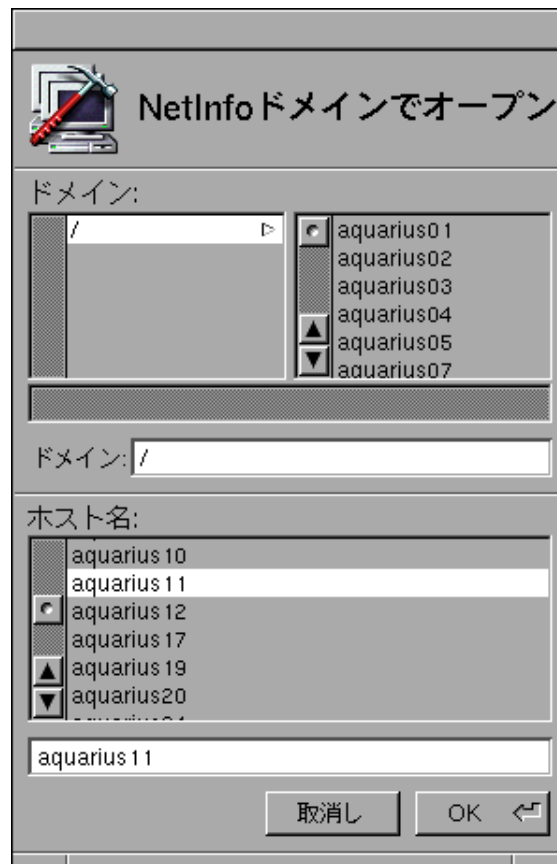 NetInfoドメインでオープン
ドメイン:
/
aquarius01
aquarius02
aquarius03
aquarius04
aquarius05
aquarius07
ドメイン: /
ホスト名:
aquarius10
aquarius11
aquarius12
aquarius17
aquarius19
aquarius20
aquarius11
取消し OK